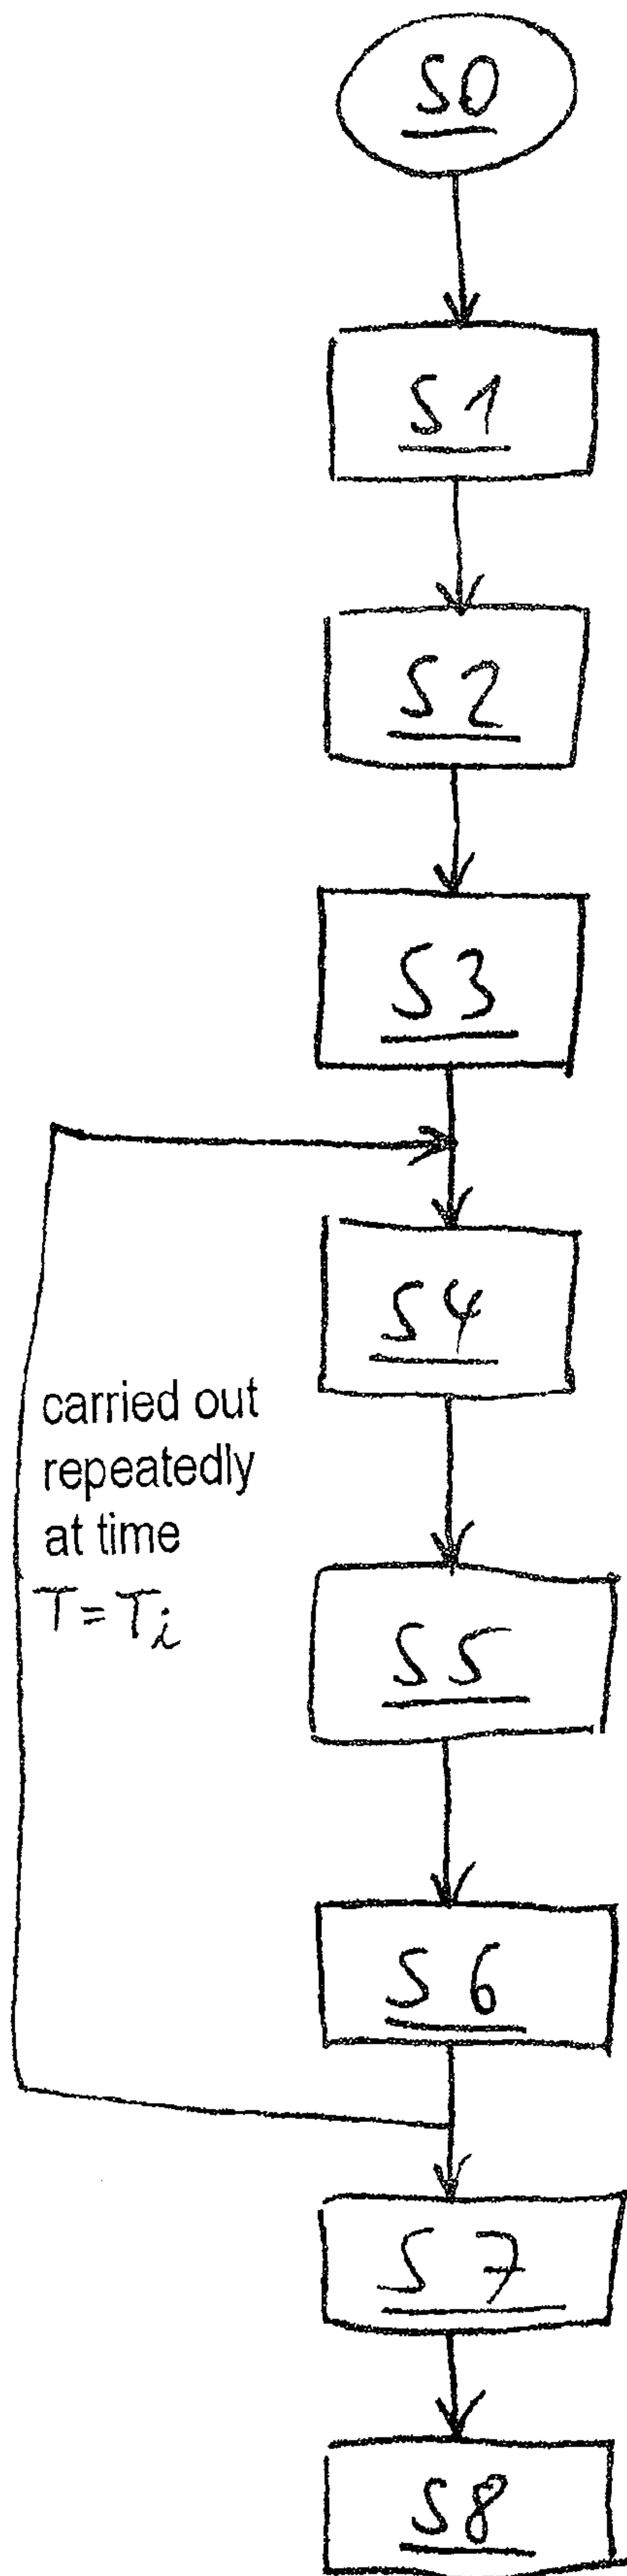 S0
S1
S2
S3
S4
carried out
repeatedly
at time
T = Ti
S5
S6
S7
S8